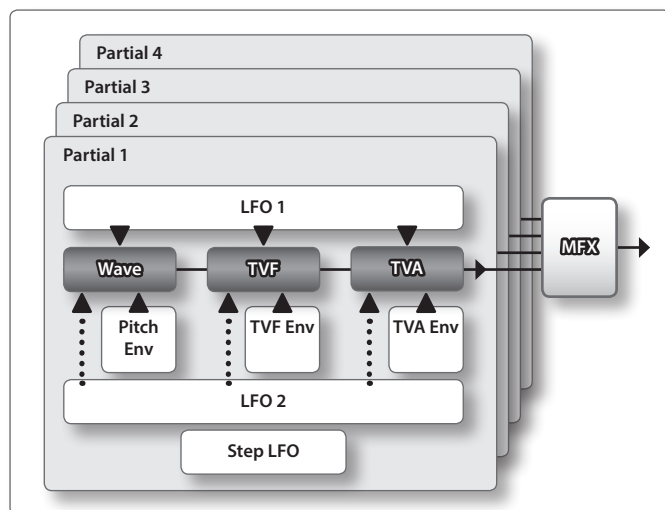 Partial 4
Partial 3
Partial 2
Partial 1
LFO 1
Wave
TVF
TVA
MFX
Pitch
Env
TVF Env
TVA Env
LFO 2
Step LFO